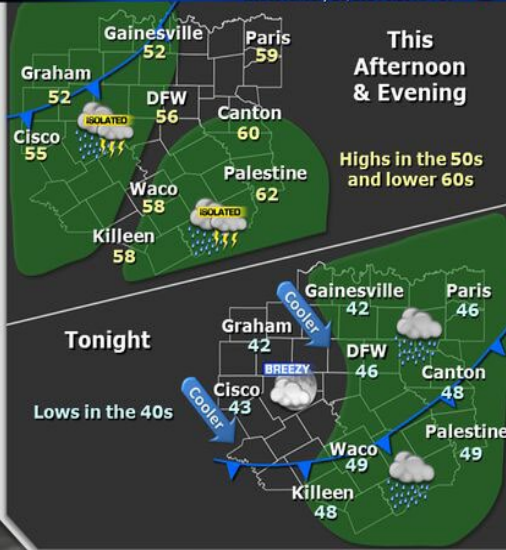 Gainesville
52
Paris
59
This
Afternoon
& Evening
Graham
52
DFW
56
ISOLATED
Canton
60
Cisco
55
Highs in the 50s
and lower 60s
Palestine
62
Waco
58
ISOLATED
Killeen
58
Tonight
Lows in the 40s
Cooler
Gainesville
42
Paris
46
Graham
42
DFW
46
BREEZY
Canton
48
Cisco
43
Cooler
Palestine
49
Waco
49
Killeen
48